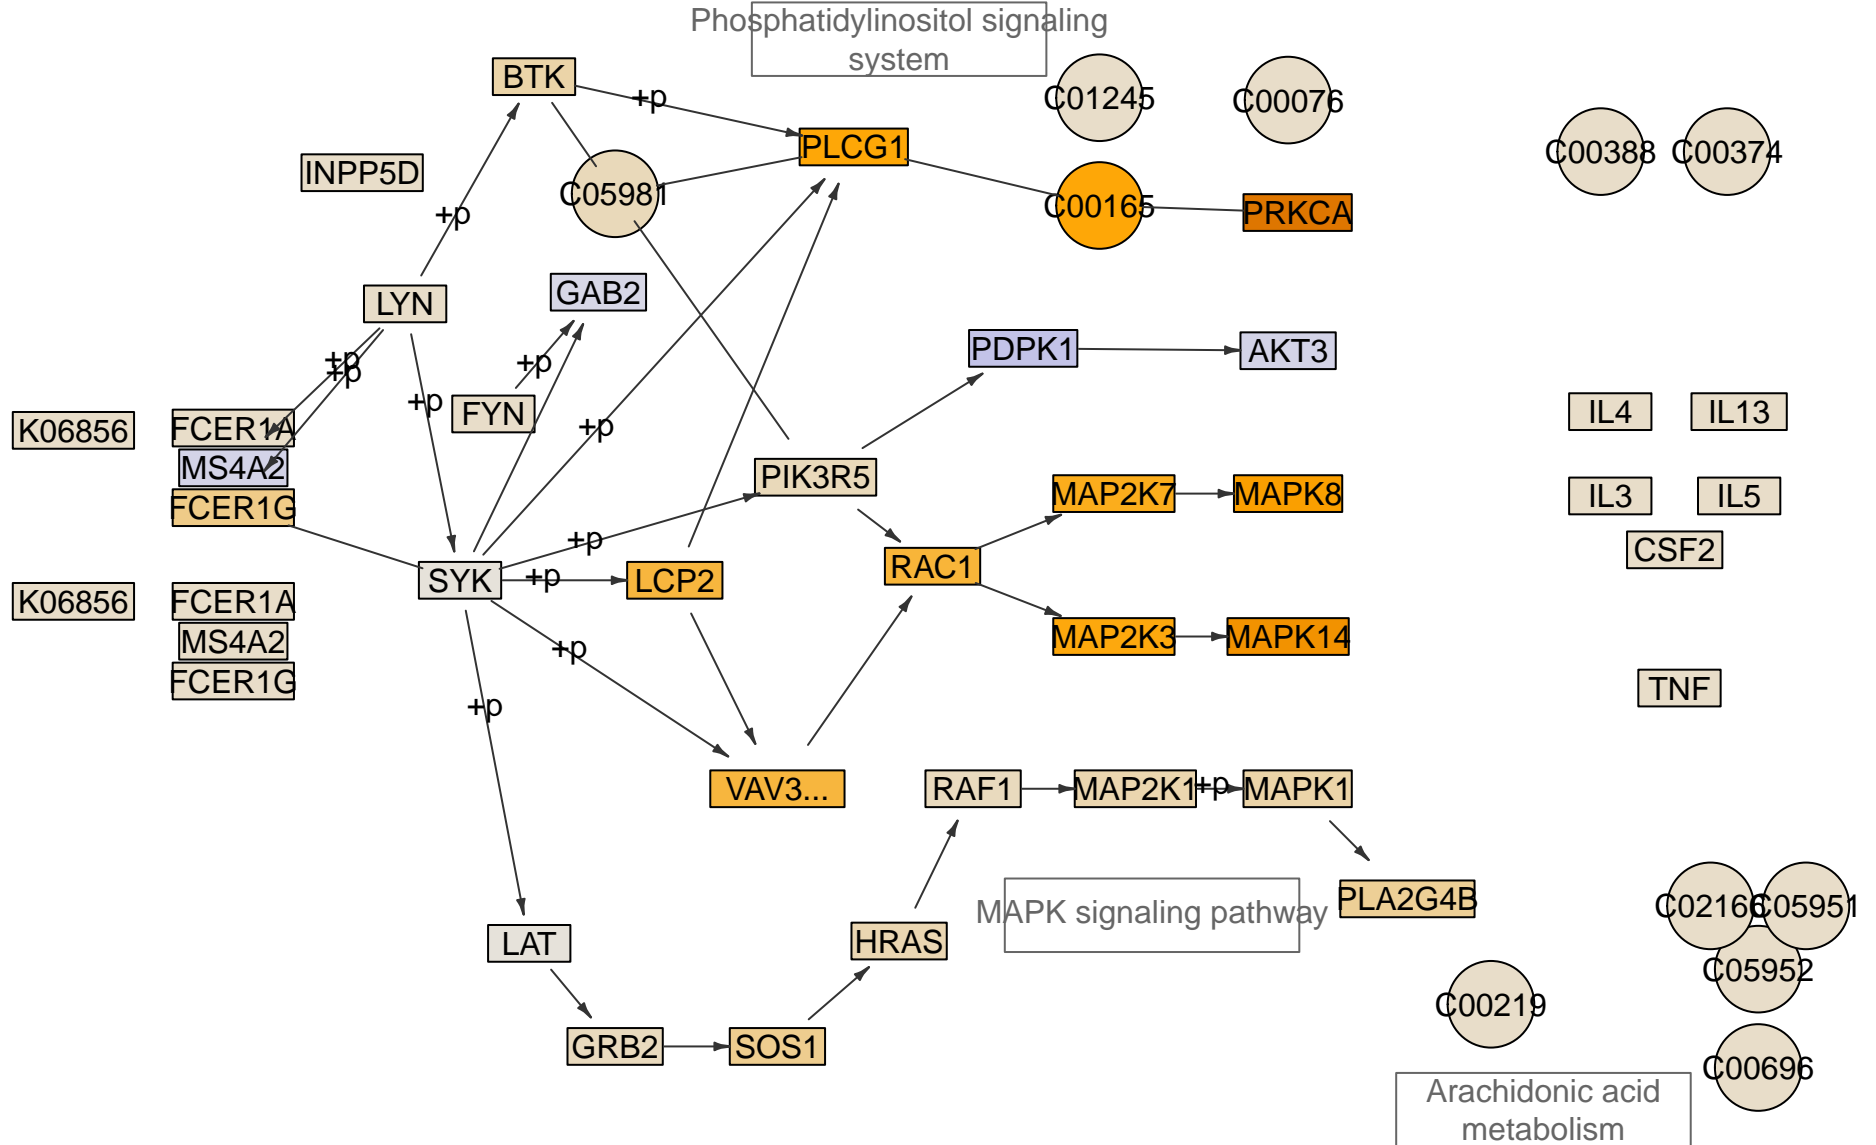 Phosphatidylinositol signaling
system
BTK
+p
C01245
C00076
PLCG1
C00388
C00374
INPP5D
C05981
C00165
PRKCA
+p
LYN
GAB2
+p
+p
+p
PDPK1
AKT3
+p
FYN
+p
K06856
FCER1A
IL4
IL13
MS4A2
PIK3R5
MAP2K7
MAPK8
IL3
IL5
FCER1G
+p
CSF2
SYK
+p
LCP2
RAC1
K06856
FCER1A
MS4A2
+p
MAP2K3
MAPK14
FCER1G
TNF
+p
VAV3...
RAF1
MAP2K1
+p
MAPK1
PLA2G4B
C02166
C05951
MAPK signaling pathway
LAT
HRAS
C05952
C00219
GRB2
SOS1
C00696
Arachidonic acid
metabolism